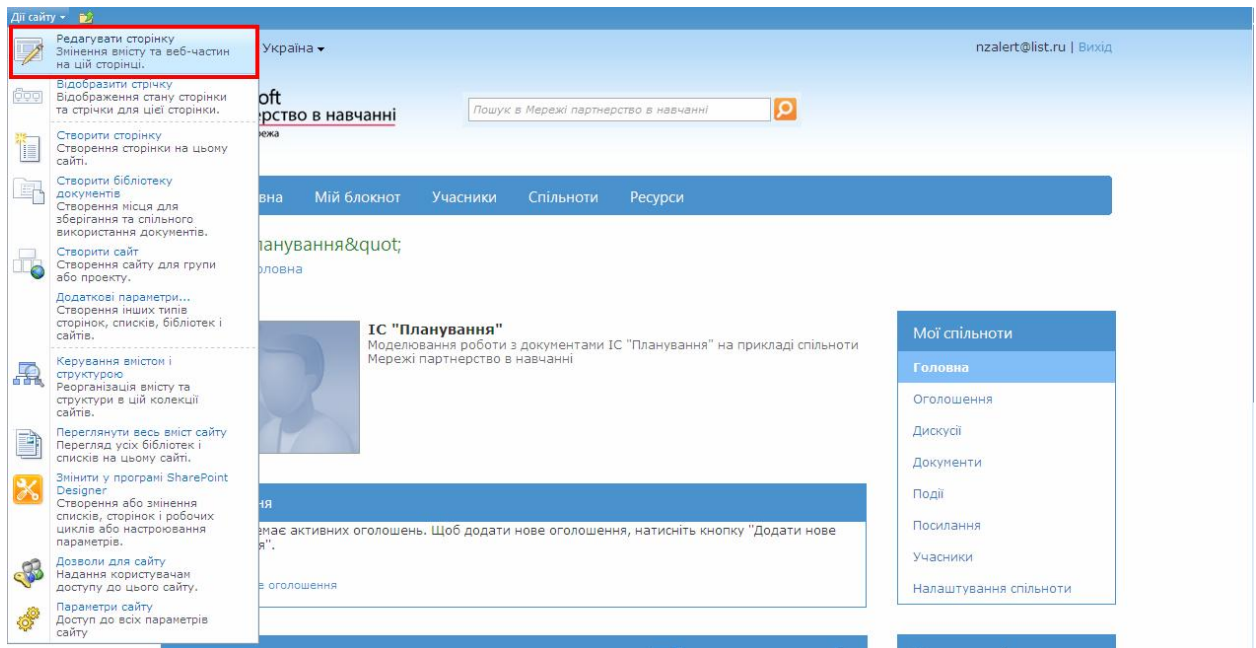 Дії сайту
Редагувати сторінку
Змінення вмісту та веб-частин
на цій сторінці.
Відобразити стрічку
Відображення стану сторінки
та стрічки для цієї сторінки.
Створити сторінку
Створення сторінки на цьому
сайті.
Створити бібліотеку
документів
Створення місця для
зберігання та спільного
використання документів.
Створити сайт
Створення сайту для групи
або проекту.
Додаткові параметри...
Створення інших типів
сторінок, списків, бібліотек і
сайтів.
Керування вмістом і
структурою
Реорганізація вмісту та
структури в цій колекції
сайтів.
Переглянути весь вміст сайту
Перегляд усіх бібліотек і
списків на цьому сайті.
Змінити у програмі SharePoint
Designer
Створення або змінення
списків, сторінок і робочих
циклів або настроювання
параметрів.
Дозволи для сайту
Надання користувачам
доступу до цього сайту.
Параметри сайту
Доступ до всіх параметрів
сайту
Україна
nzalert@list.ru | Вихід
oft
рство в навчанні
режа
Пошук в Мережі партнерство в навчанні
вна Мій блокнот Учасники Спільноти Ресурси
ланування&quot;
оловна
ІС "Планування"
Моделювання роботи з документами ІС "Планування" на прикладі спільноти
Мережі партнерство в навчанні
ня
емає активних оголошень. Щоб додати нове оголошення, натисніть кнопку "Додати нове
я".
е оголошення
Мої спільноти
Головна
Оголошення
Дискусії
Документи
Події
Посилання
Учасники
Налаштування спільноти